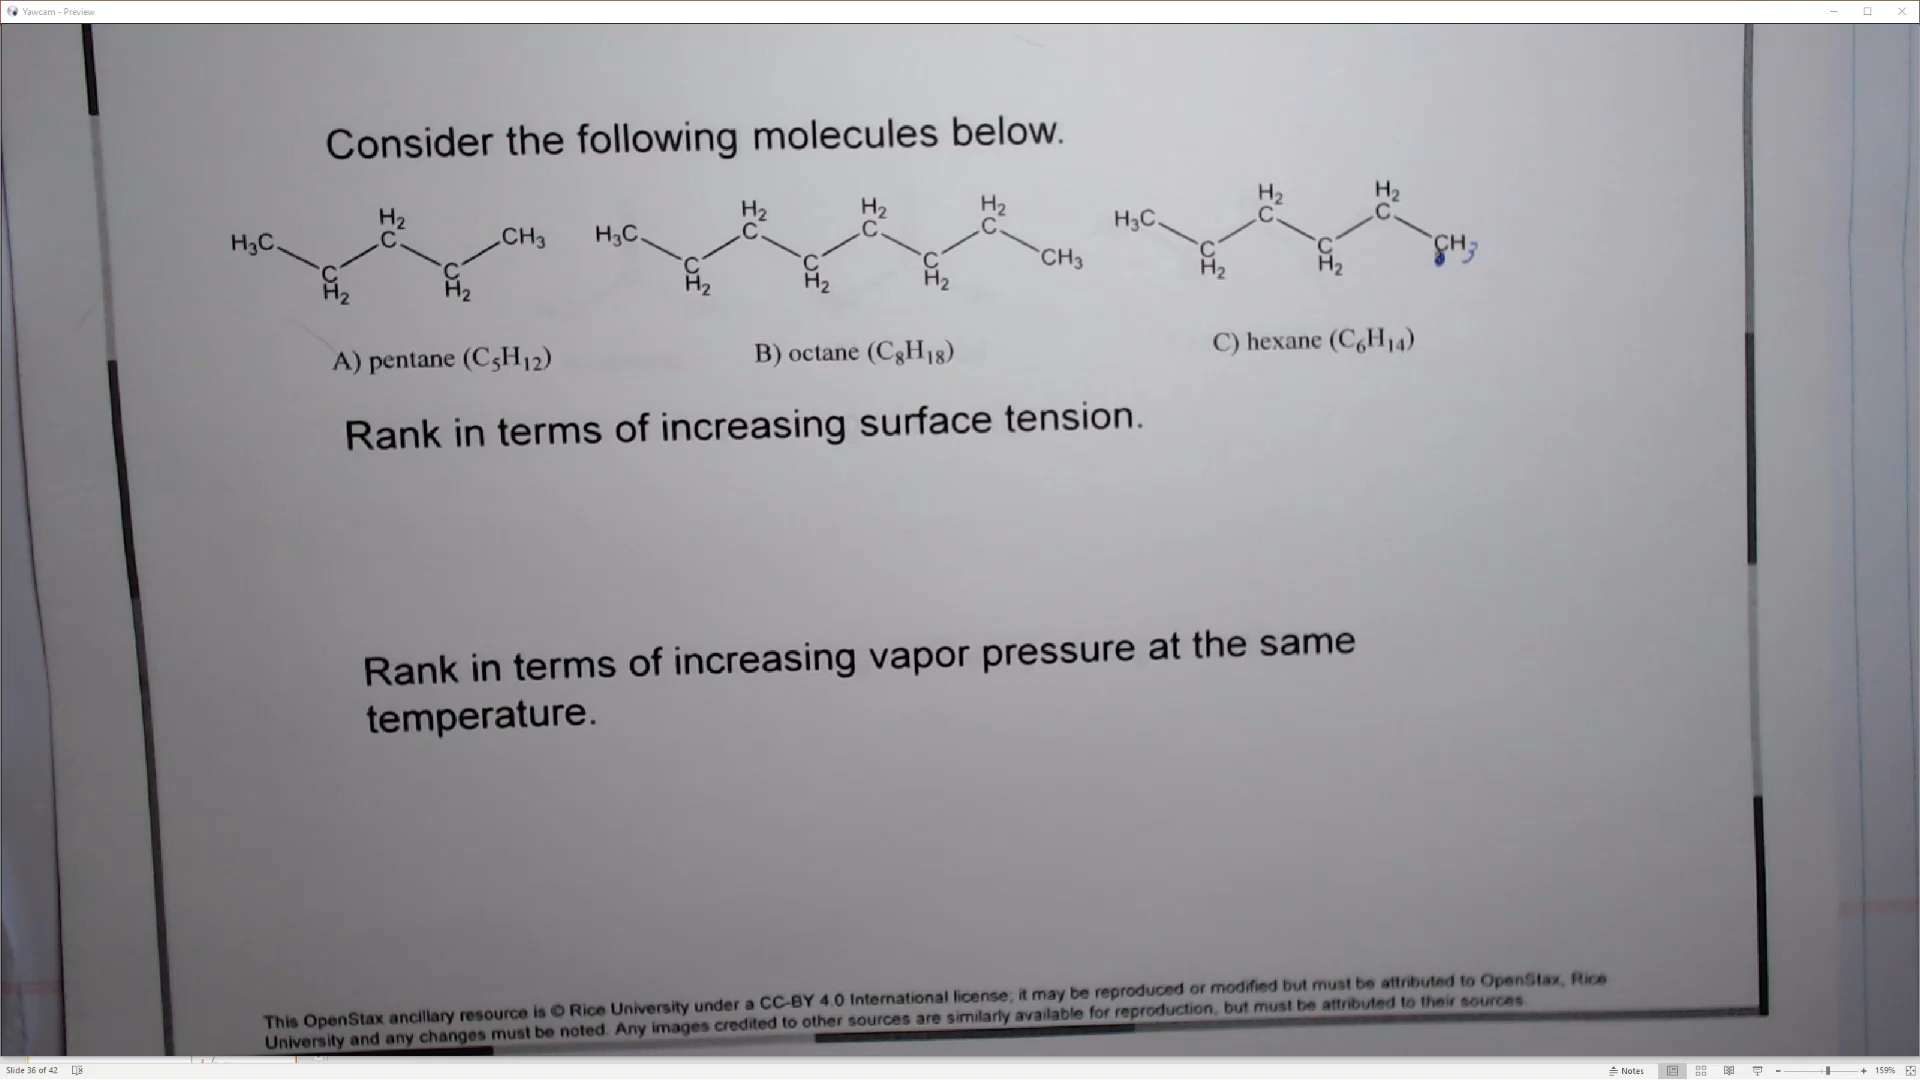 Yawcam - Preview
Consider the following molecules below.
H₃C C H₂ H₂ C C H₂ CH₃
H₃C C H₂ H₂ C C H₂ H₂ C C H₂ H₂ C CH₃
H₃C C H₂ H₂ C C H₂ H₂ C CH3
A) pentane (C₅H₁₂)
B) octane (C₈H₁₈)
C) hexane (C₆H₁₄)
Rank in terms of increasing surface tension.
Rank in terms of increasing vapor pressure at the same
temperature.
This OpenStax ancillary resource is © Rice University under a CC-BY 4.0 International license; it may be reproduced or modified but must be attributed to OpenStax, Rice
University and any changes must be noted. Any images credited to other sources are similarly available for reproduction, but must be attributed to their sources.
Slide 36 of 42
Notes
159%